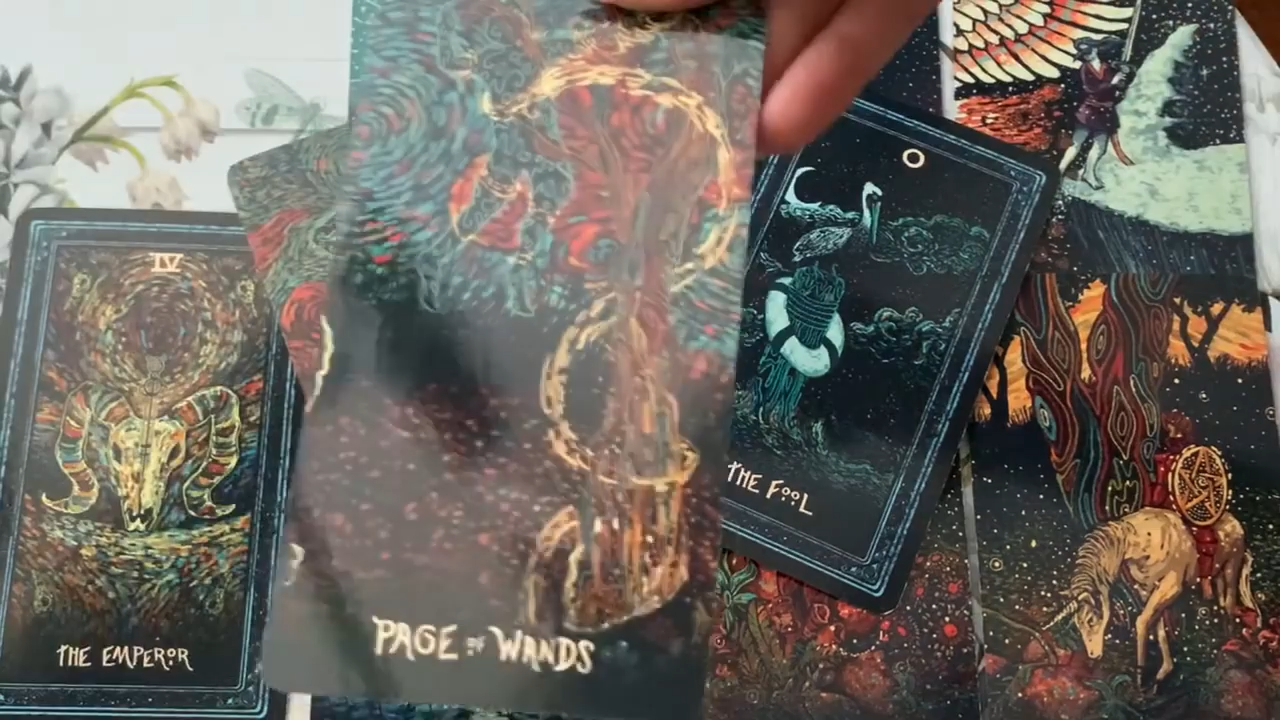 IV
THE EMPEROR
PAGE OF WANDS
O
THE FOOL